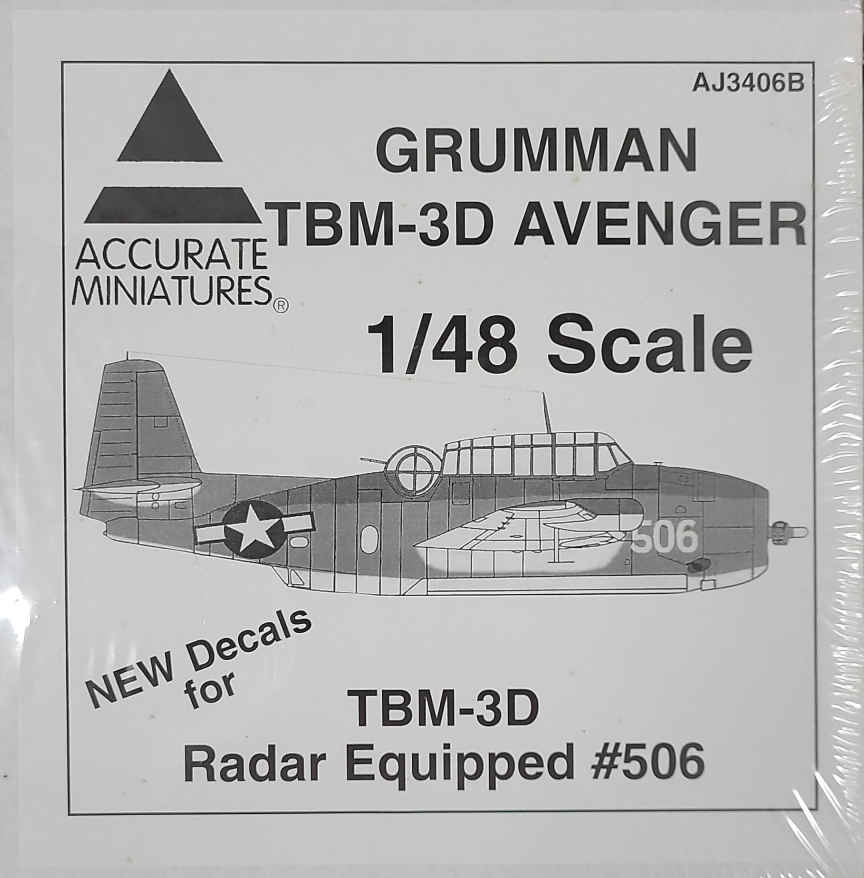 AJ3406B
GRUMMAN
TBM-3D AVENGER
ACCURATE
MINIATURES®
1/48 Scale
506
NEW Decals
for
TBM-3D
Radar Equipped #506